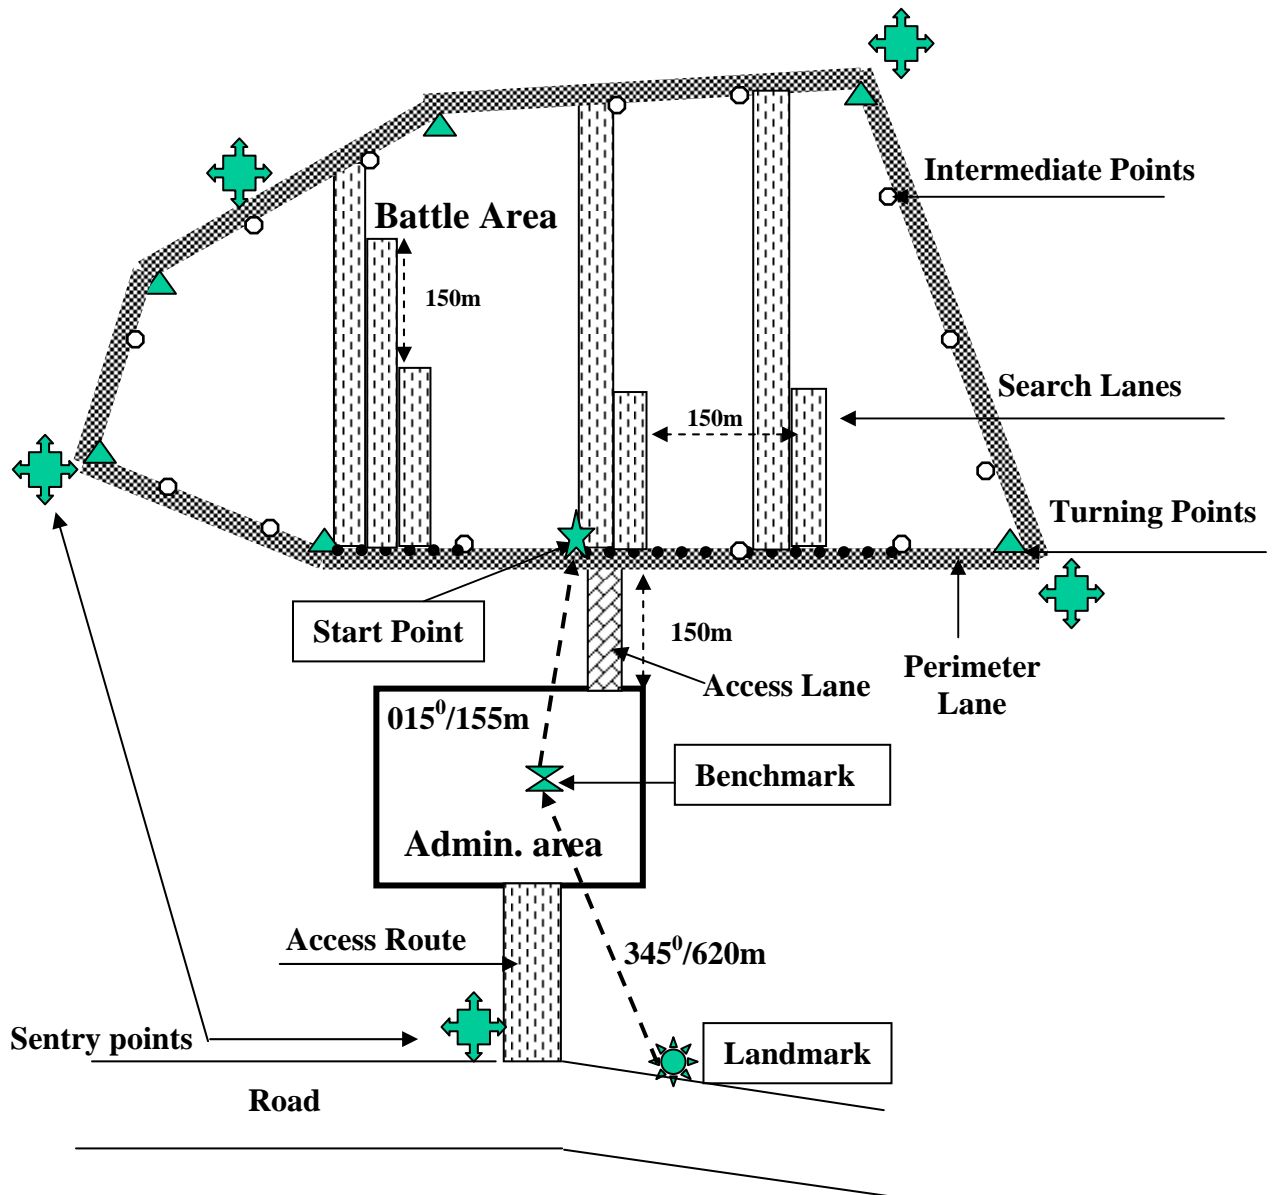 Intermediate Points
Battle Area
150m
Search Lanes
150m
Turning Points
Start Point
150m
Perimeter
Lane
Access Lane
015⁰/155m
Benchmark
Admin. area
Access Route
345⁰/620m
Sentry points
Landmark
Road